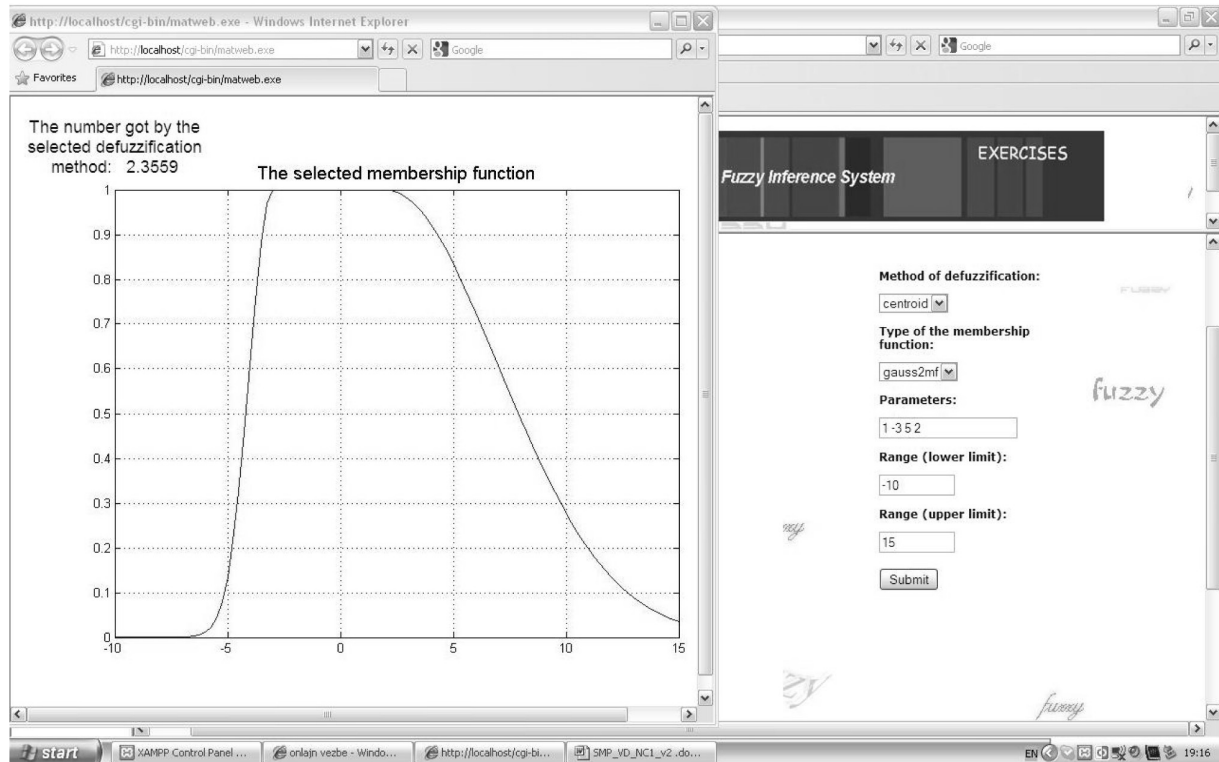 http://localhost/cgi-bin/matweb.exe - Windows Internet Explorer
http://localhost/cgi-bin/matweb.exe
Google
Favorites
http://localhost/cgi-bin/matweb.exe
The number got by the
selected defuzzification
method: 2.3559
The selected membership function
1
0.9
0.8
0.7
0.6
0.5
0.4
0.3
0.2
0.1
0
-10
-5
0
5
10
15
Google
EXERCISES
Fuzzy Inference System
Method of defuzzification:
centroid
Type of the membership
function:
gauss2mf
Parameters:
1 -3 5 2
Range (lower limit):
-10
Range (upper limit):
15
Submit
FUZZY
fuzzy
zy
fuzzy
start
XAMPP Control Panel ...
onlajn vezbe - Windo...
http://localhost/cgi-bi...
SMP_VD_NC1_v2 .do...
EN
19:16